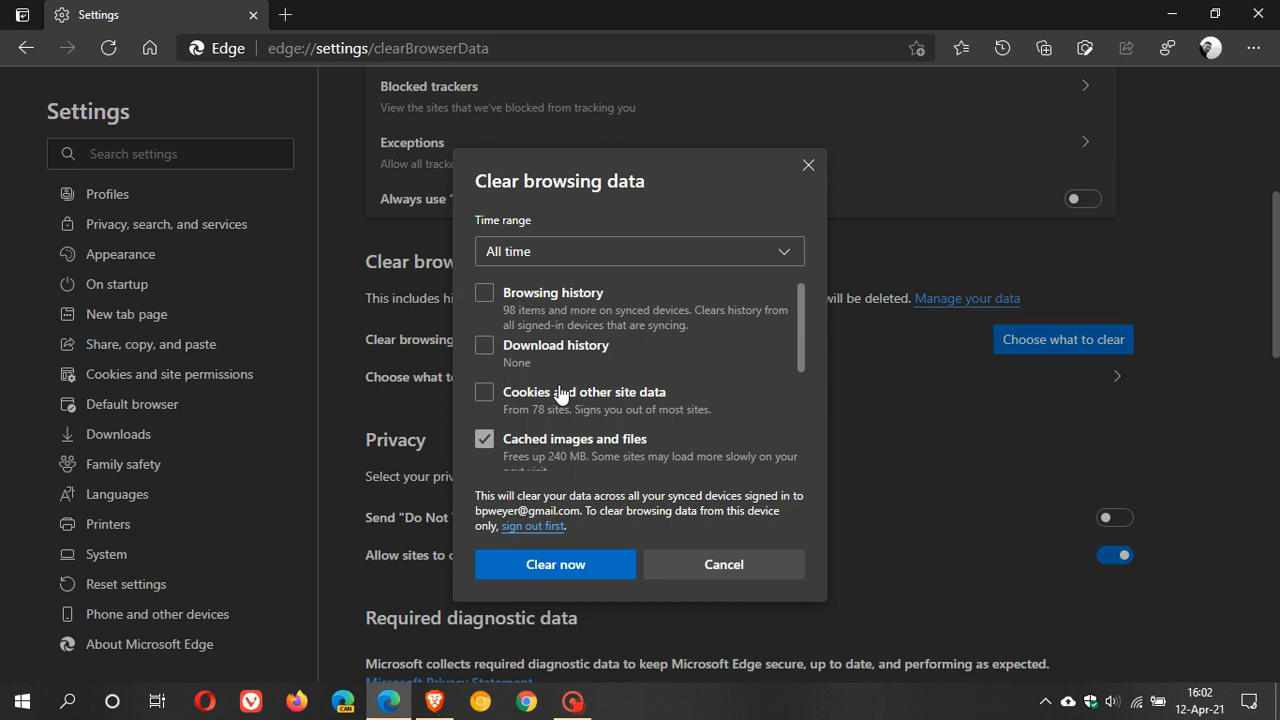 Settings
Edge
edge://settings/clearBrowserData
Settings
Search settings
Profiles
Privacy, search, and services
Appearance
On startup
New tab page
Share, copy, and paste
Cookies and site permissions
Default browser
Downloads
Family safety
Languages
Printers
System
Reset settings
Phone and other devices
About Microsoft Edge
Blocked trackers
View the sites that we've blocked from tracking you
Exceptions
Allow all
Always use "
Clear
This includes
will be deleted. Manage your data
Clear browsing
Choose what to clear
Choose what
Privacy
Select your
Send "Do Not
Allow sites to
Required diagnostic data
Microsoft collects required diagnostic data to keep Microsoft Edge secure, up to date, and performing as expected.
Microsoft Privacy Statement
Clear browsing data
Time range
All time
Browsing history
98 items and more on synced devices. Clears history from
all signed-in devices that are syncing.
Download history
None
Cookies and other site data
From 78 sites. Signs you out of most sites.
Cached images and files
Frees up 240 MB. Some sites may load more slowly on your
next visit.
This will clear your data across all your synced devices signed in to
bpweyer@gmail.com. To clear browsing data from this device
only, sign out first.
Clear now
Cancel
CAN
16:02
12-Apr-21